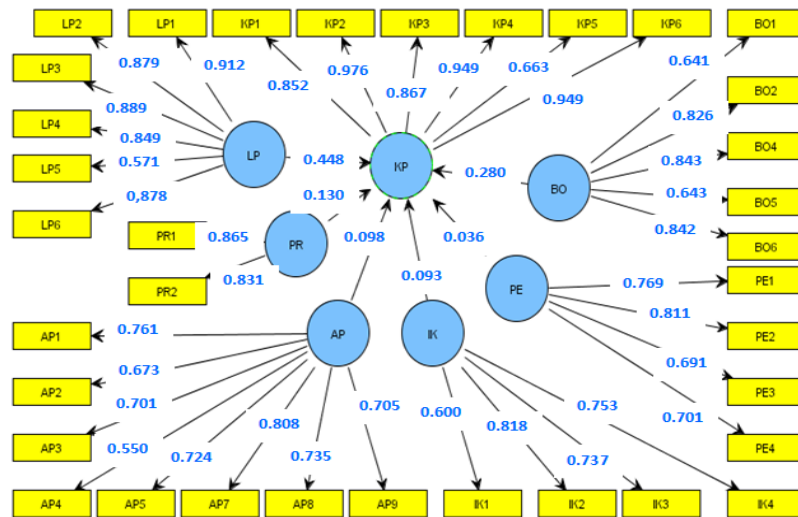 LP2
LP1
KP1
KP2
KP3
KP4
KP5
KP6
BO1
LP3
0.879
0.912
0.852
0.976
0.867
0.949
0.663
0.949
0.641
BO2
0.826
LP4
0.889
0.849
LP
0.448
KP
0.280
BO
0.843
BO4
LP5
0.571
0.643
LP6
0,878
0.130
0.842
BO5
PR1
0.865
PR
0.098
0.036
BO6
PR2
0.831
0.093
PE
0.769
PE1
AP1
0.761
AP
IK
0.811
PE2
AP2
0.673
0.691
PE3
0.701
0.705
0.600
0.753
0.701
AP3
0.550
0.808
0.818
PE4
0.724
0.735
0.737
AP4
AP5
AP7
AP8
AP9
IK1
IK2
IK3
IK4